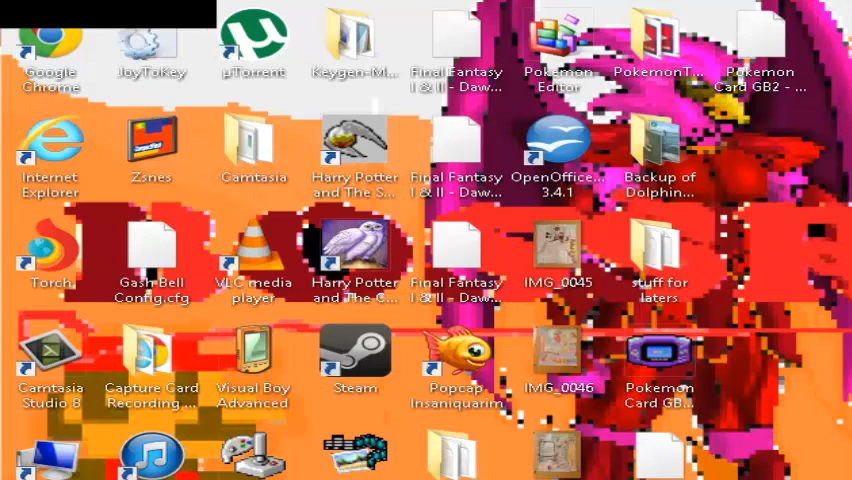 Google
Chrome
JoyToKey
µTorrent
Keygen-M...
Final Fantasy
I & II - Daw...
Pokemon
Editor
PokemonT...
Pokemon
Card GB2 - ...
Internet
Explorer
Zsnes
Camtasia
Harry Potter
and The S...
Final Fantasy
I & II - Daw...
OpenOffice...
3.4.1
Backup of
Dolphin...
Torch
Gash Bell
Config.cfg
VLC media
player
Harry Potter
and The C...
Final Fantasy
I & II - Daw...
IMG_0045
stuff for
laters
Camtasia
Studio 8
Capture Card
Recording ...
Visual Boy
Advanced
Steam
Popcap
Insaniquarim
IMG_0046
Pokemon
Card GB...